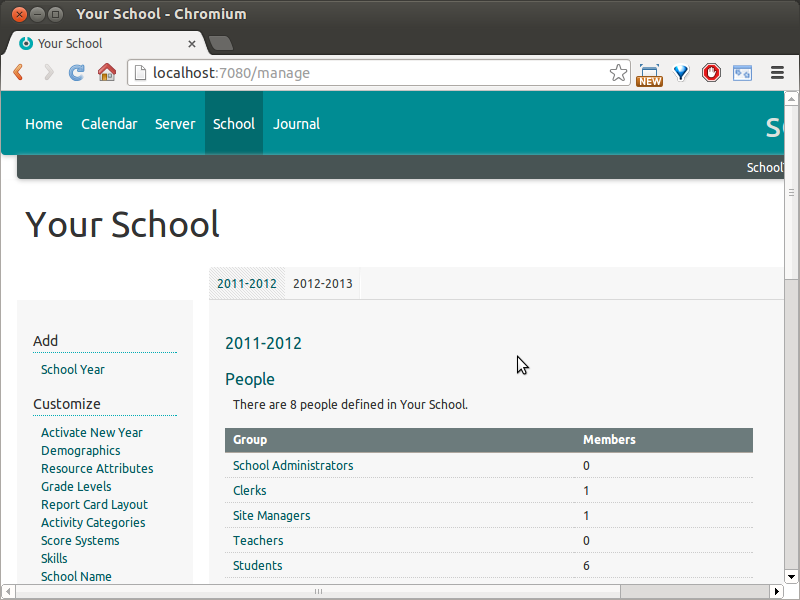 Your School - Chromium
Your School
localhost:7080/manage
NEW
Home Calendar Server School Journal
School
Your School
2011-2012 2012-2013
Add
School Year
Customize
Activate New Year
Demographics
Resource Attributes
Grade Levels
Report Card Layout
Activity Categories
Score Systems
Skills
School Name
2011-2012
People
There are 8 people defined in Your School.
Group Members
School Administrators 0
Clerks 1
Site Managers 1
Teachers 0
Students 6